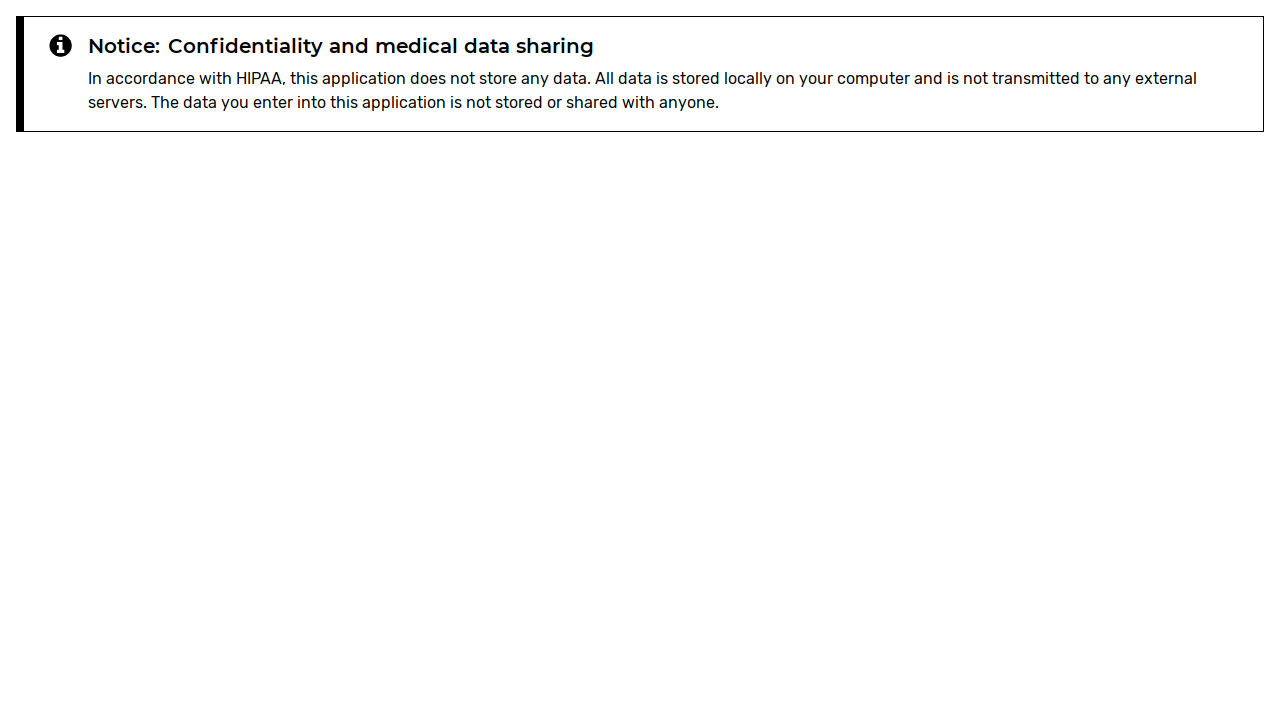 Notice: Confidentiality and medical data sharing
In accordance with HIPAA, this application does not store any data. All data is stored locally on your computer and is not transmitted to any external
servers. The data you enter into this application is not stored or shared with anyone.